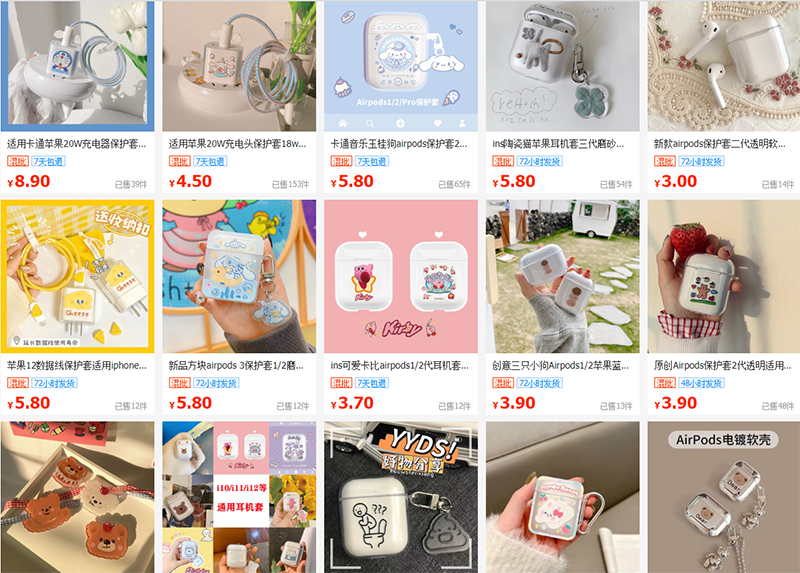 Airpods1/2/Pro保护套
适用卡通苹果20W充电器保护套...
混批 7天包退
¥8.90 已售39件
适用苹果20W充电头保护套18w...
混批 7天包退
¥4.50 已售153件
卡通音乐玉桂狗airpods保护套2...
混批 7天包退
¥5.80 已售65件
ins陶瓷猫苹果耳机套三代磨砂...
混批 72小时发货
¥5.80 已售54件
新款airpods保护套二代透明软...
混批 72小时发货
¥3.00 已售14件
送收纳扣
Cheese
Cheese
延长数据线使用寿命
苹果12数据线保护套适用iphone...
混批 72小时发货
¥5.80 已售12件
新品方块airpods 3保护套1/2磨...
混批 72小时发货
¥5.80 已售12件
Kirby
Kirby
Kirby
ins可爱卡比airpods1/2代耳机套...
混批 7天包退
¥3.70 已售12件
创意三只小狗Airpods1/2苹果蓝...
混批 72小时发货
¥3.90 已售13件
原创Airpods保护套2代透明适用...
混批 48小时发货
¥3.90 已售48件
i10/i11/i12等
通用耳机套
YYDS!
好物分享
???
AirPods电镀软壳
Dear